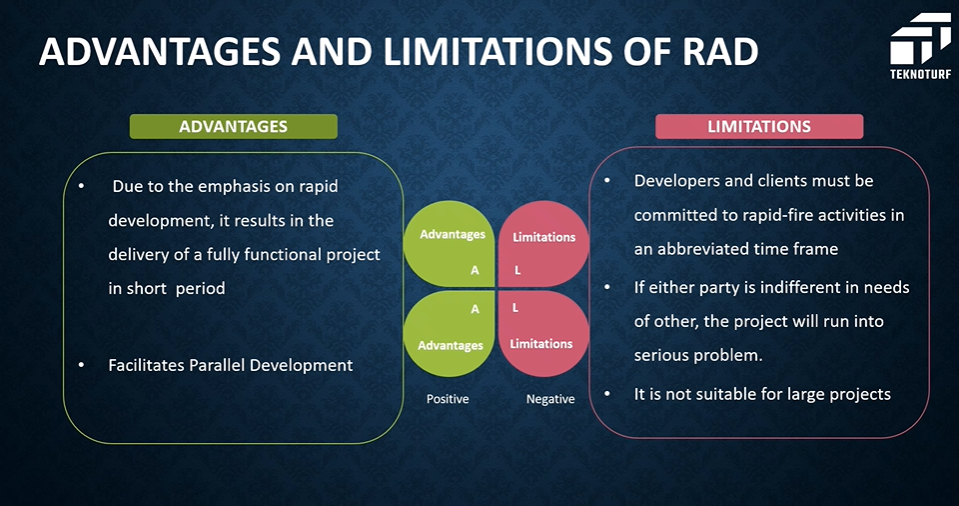 ADVANTAGES AND LIMITATIONS OF RAD
TEKNOTURF
ADVANTAGES
• Due to the emphasis on rapid
development, it results in the
delivery of a fully functional project
in short period
• Facilitates Parallel Development
Advantages
A
Limitations
L
A
Advantages
L
Limitations
Positive
Negative
LIMITATIONS
• Developers and clients must be
committed to rapid-fire activities in
an abbreviated time frame
• If either party is indifferent in needs
of other, the project will run into
serious problem.
• It is not suitable for large projects